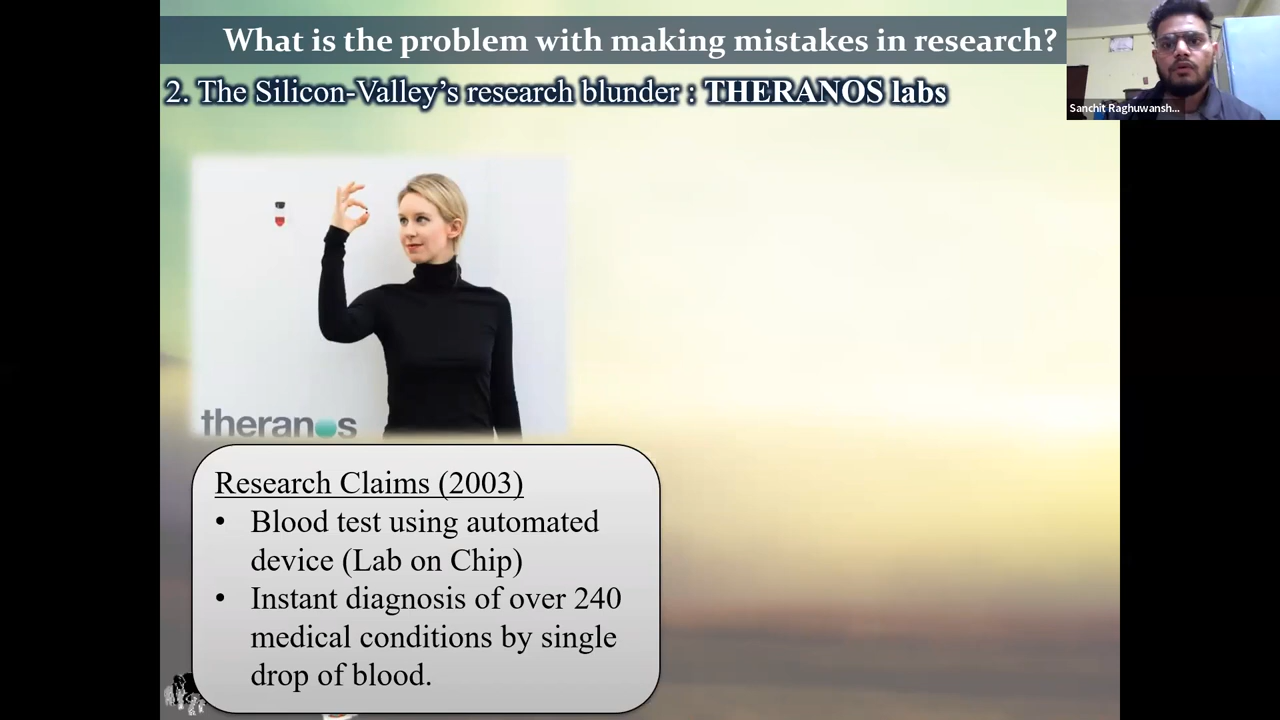 What is the problem with making mistakes in research?
2. The Silicon-Valley's research blunder : THERANOS labs
Sanchit Raghuwansh...
theranos
Research Claims (2003)
• Blood test using automated
device (Lab on Chip)
• Instant diagnosis of over 240
medical conditions by single
drop of blood.